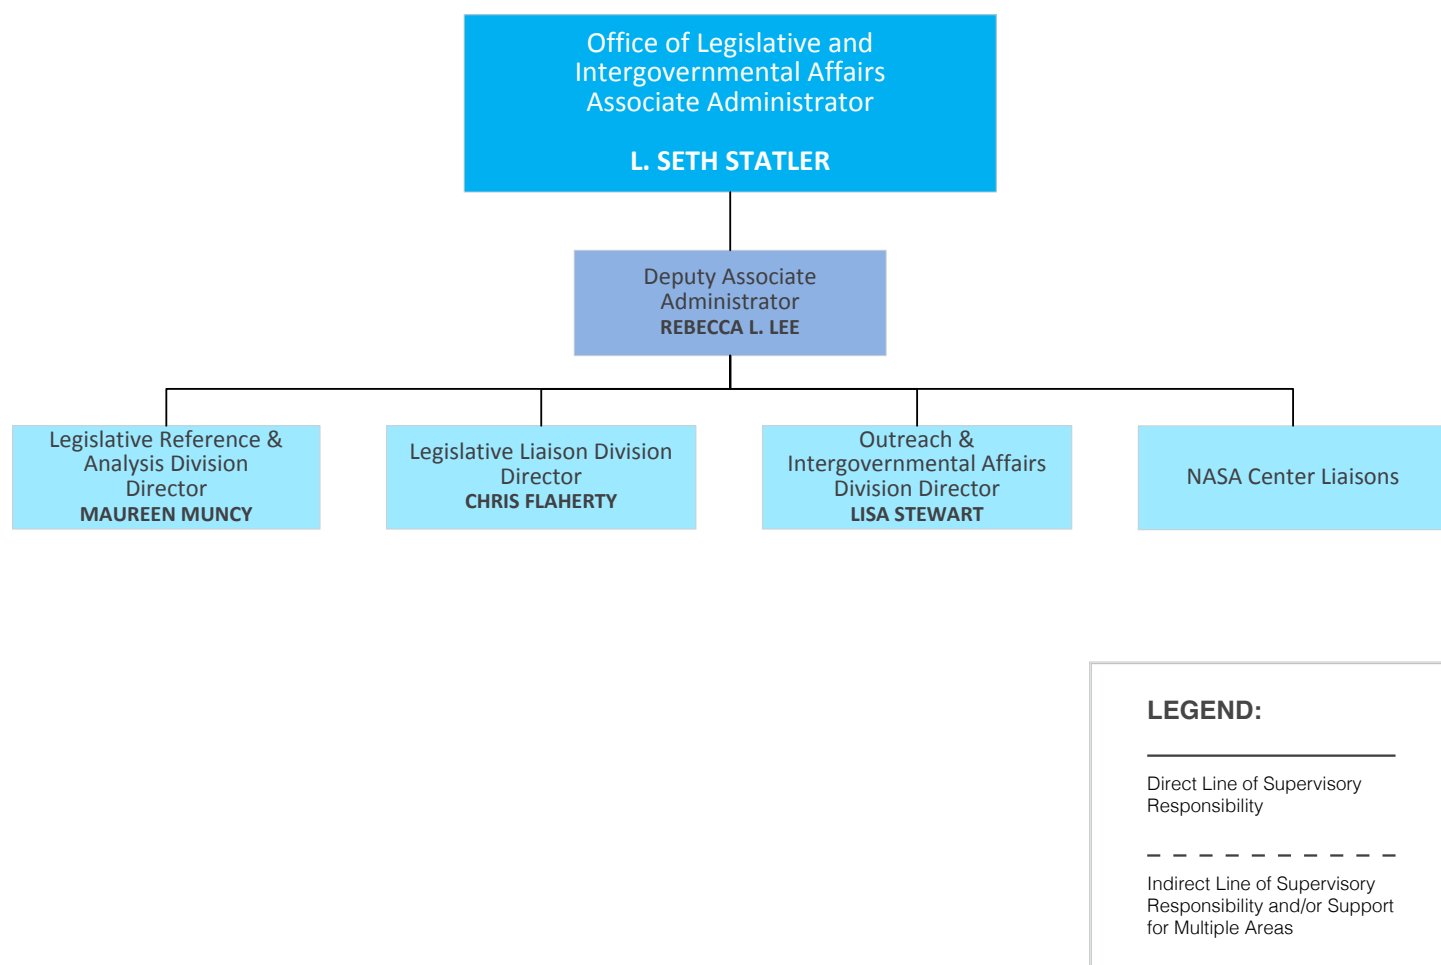 Office of Legislative and
Intergovernmental Affairs
Associate Administrator
L. SETH STATLER
Deputy Associate
Administrator
REBECCA L. LEE
Legislative Reference &
Analysis Division
Director
MAUREEN MUNCY
Legislative Liaison Division
Director
CHRIS FLAHERTY
Outreach &
Intergovernmental Affairs
Division Director
LISA STEWART
NASA Center Liaisons
LEGEND:
Direct Line of Supervisory
Responsibility
Indirect Line of Supervisory
Responsibility and/or Support
for Multiple Areas